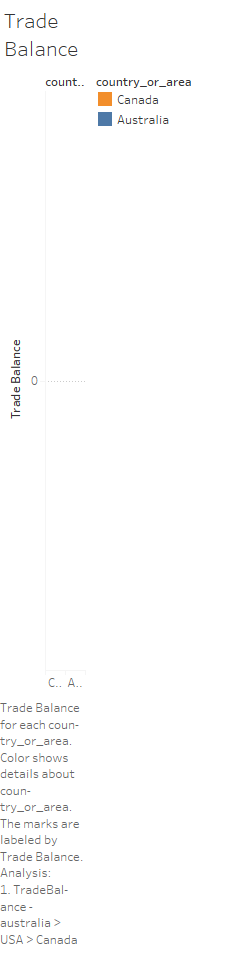 Trade
Balance
count.. country_or_area
Canada
Australia
Trade Balance
0
C.. A..
Trade Balance
for each coun-
try_or_area.
Color shows
details about
coun-
try_or_area.
The marks are
labeled by
Trade Balance.
Analysis:
1. TradeBal-
ance -
australia >
USA > Canada